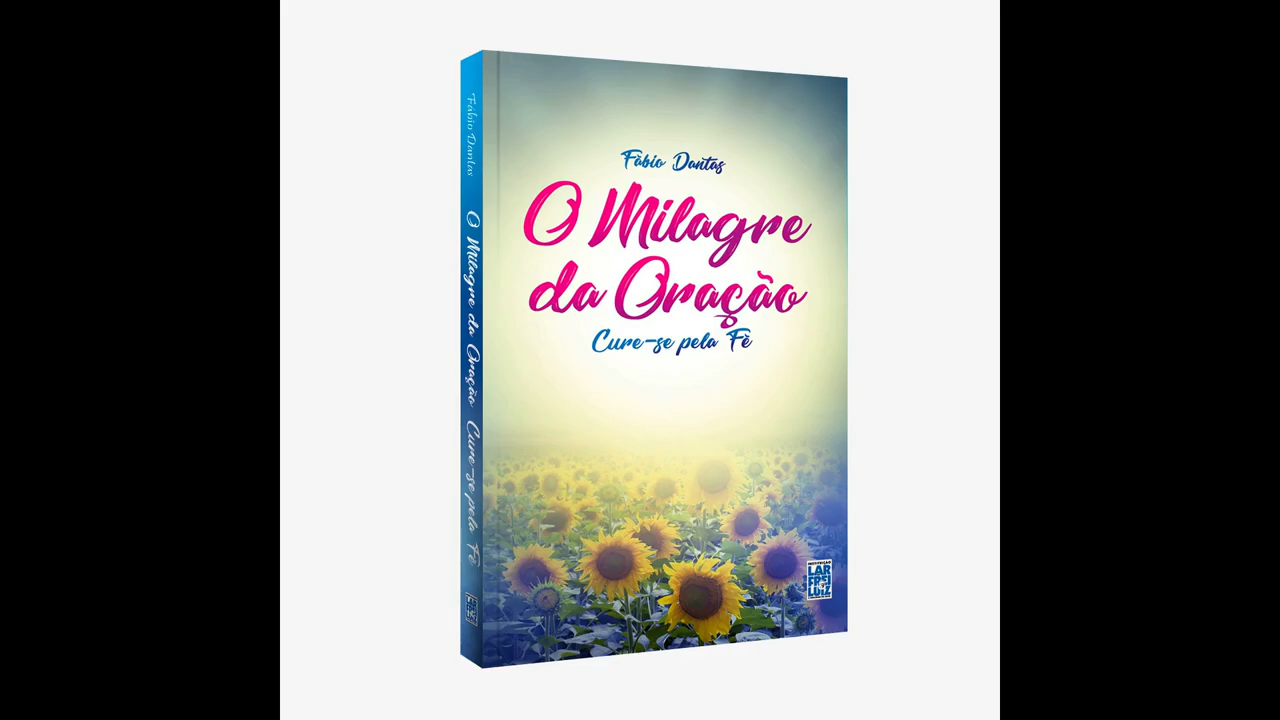 Fábio Dantas
O Milagre
da Oração
Cure-se pela Fé
INSTITUIÇÃO
LAR
FREI
LUIZ
Fábio Dantas O Milagre da Oração Cure-se pela Fé